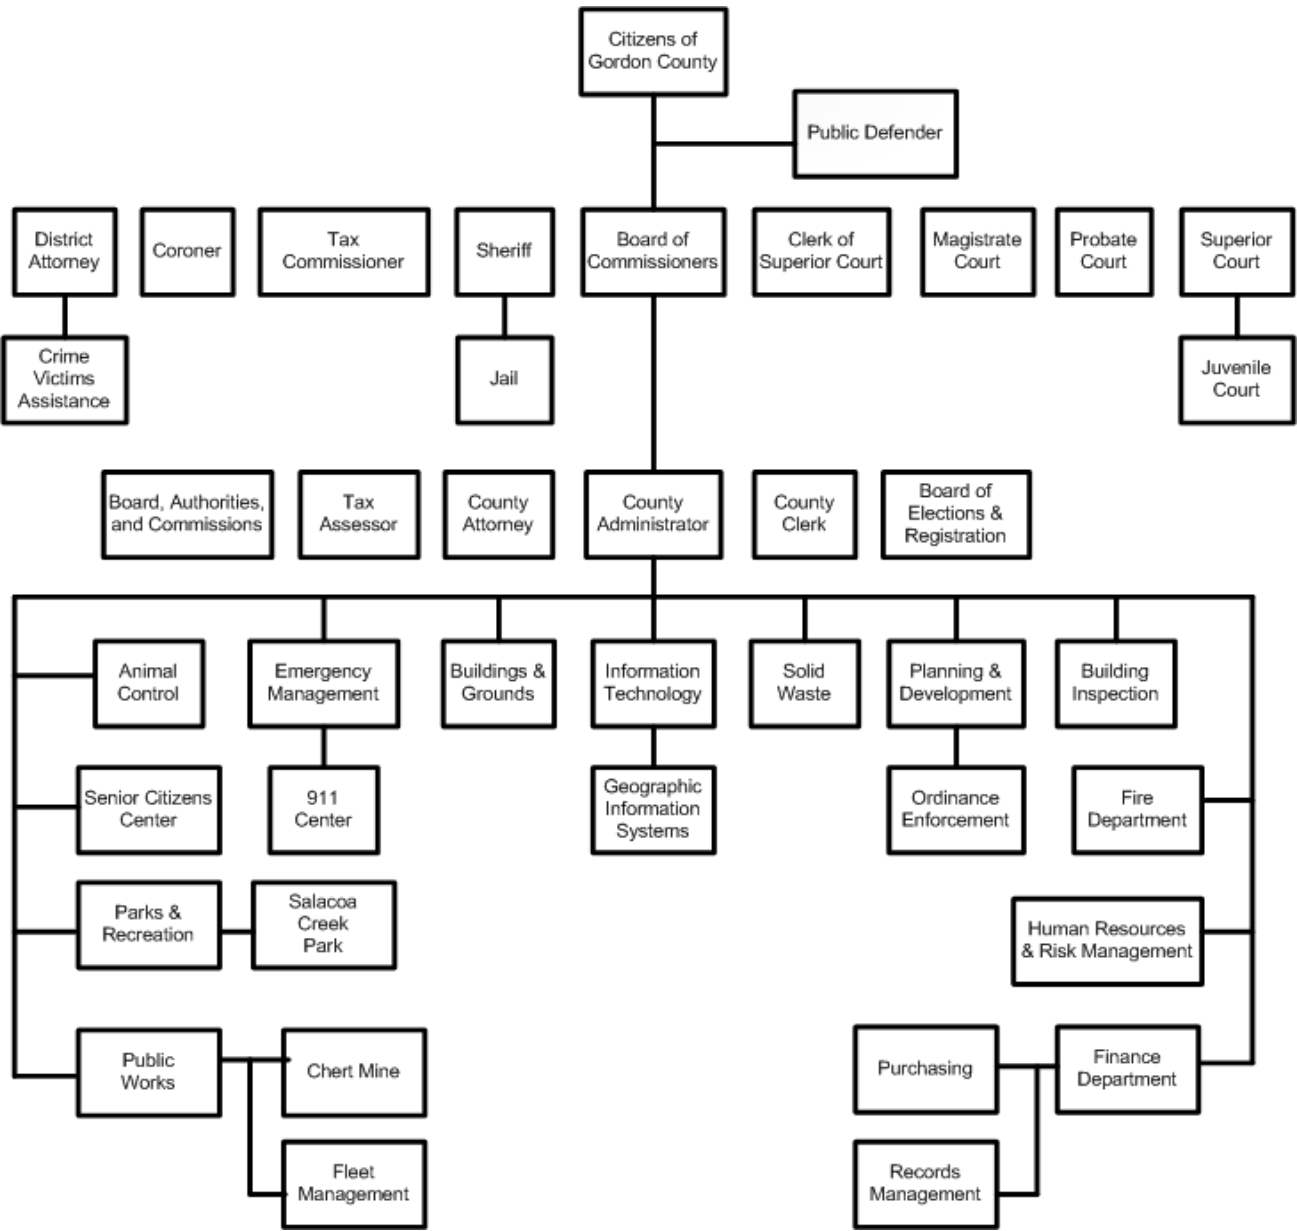 Citizens of
Gordon County
Public Defender
District
Attorney
Coroner
Tax
Commissioner
Sheriff
Board of
Commissioners
Clerk of
Superior Court
Magistrate
Court
Probate
Court
Superior
Court
Crime
Victims
Assistance
Jail
Juvenile
Court
Board, Authorities,
and Commissions
Tax
Assessor
County
Attorney
County
Administrator
County
Clerk
Board of
Elections &
Registration
Animal
Control
Emergency
Management
Buildings &
Grounds
Information
Technology
Solid
Waste
Planning &
Development
Building
Inspection
Senior Citizens
Center
911
Center
Geographic
Information
Systems
Ordinance
Enforcement
Fire
Department
Parks &
Recreation
Salacoa
Creek
Park
Human Resources
& Risk Management
Public
Works
Chert Mine
Purchasing
Finance
Department
Fleet
Management
Records
Management